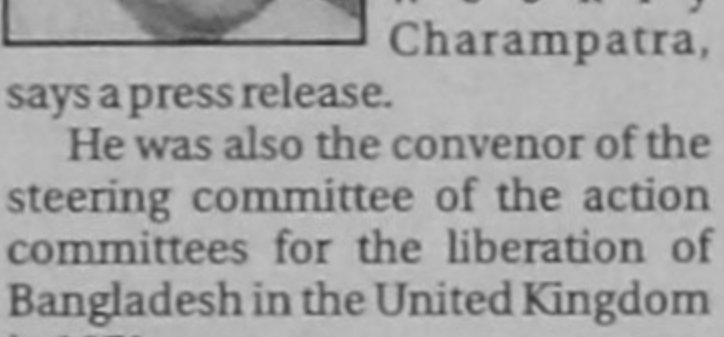 Charampatra,
says a press release.
He was also the convenor of the
steering committee of the action
committees for the liberation of
Bangladesh in the United Kingdom